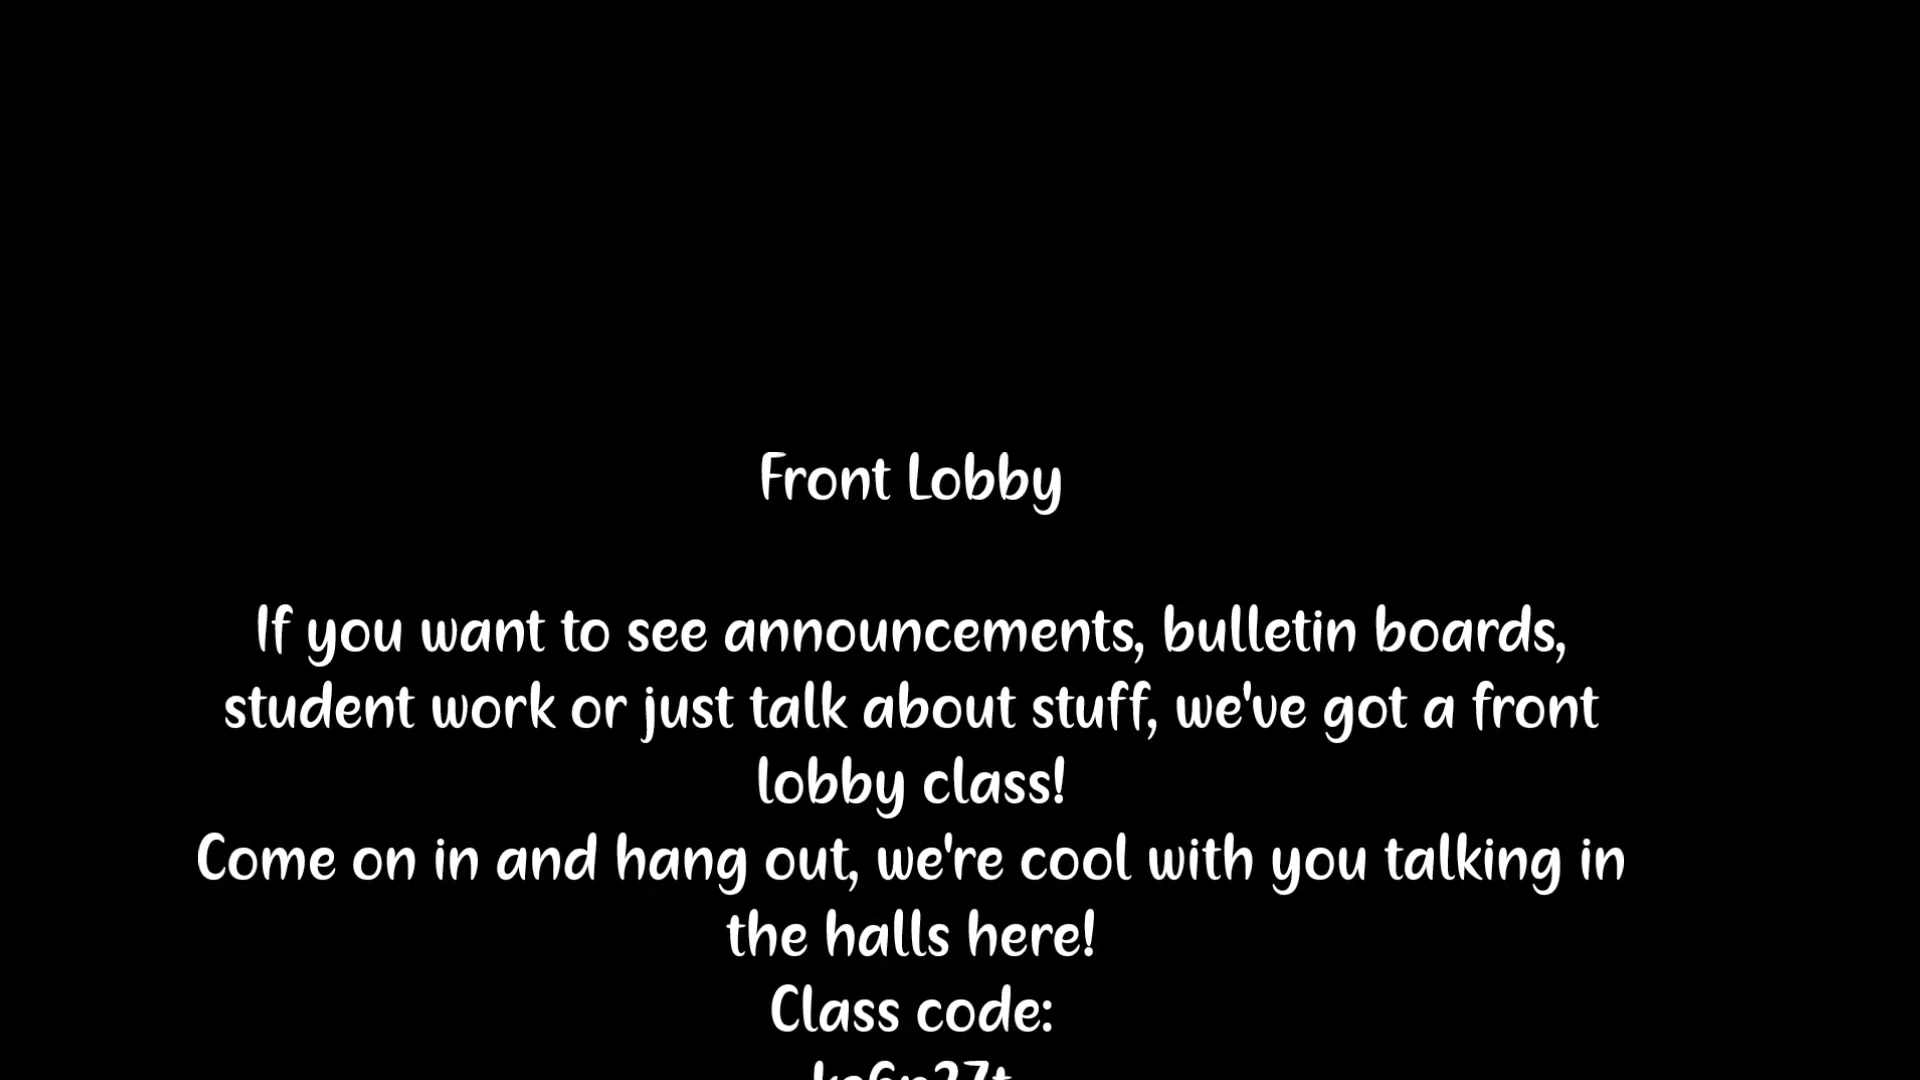 Front Lobby
If you want to see announcements, bulletin boards,
student work or just talk about stuff, we've got a front
lobby class!
Come on in and hang out, we're cool with you talking in
the halls here!
Class code: